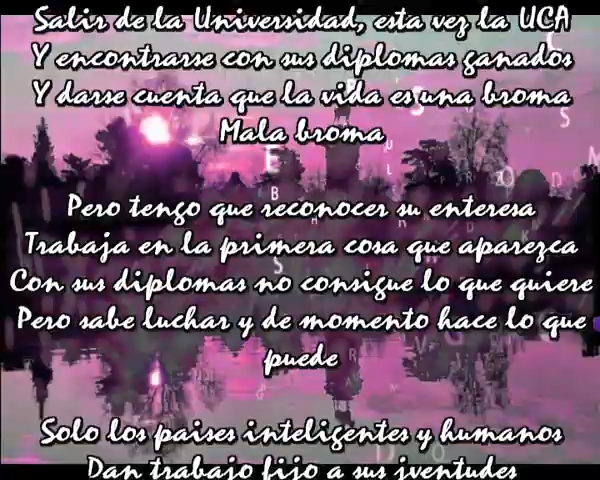 Salir de la Universidad, esta vez la UCA
Y encontrarse con sus diplomas ganados
Y darse cuenta que la vida es una broma
Mala broma
Pero tengo que reconocer su enteresa
Trabaja en la primera cosa que aparezca
Con sus diplomas no consigue lo que quiere
Pero sabe luchar y de momento hace lo que
puede
Solo los paises inteligentes y humanos
Dan trabajo fijo a sus jventudes